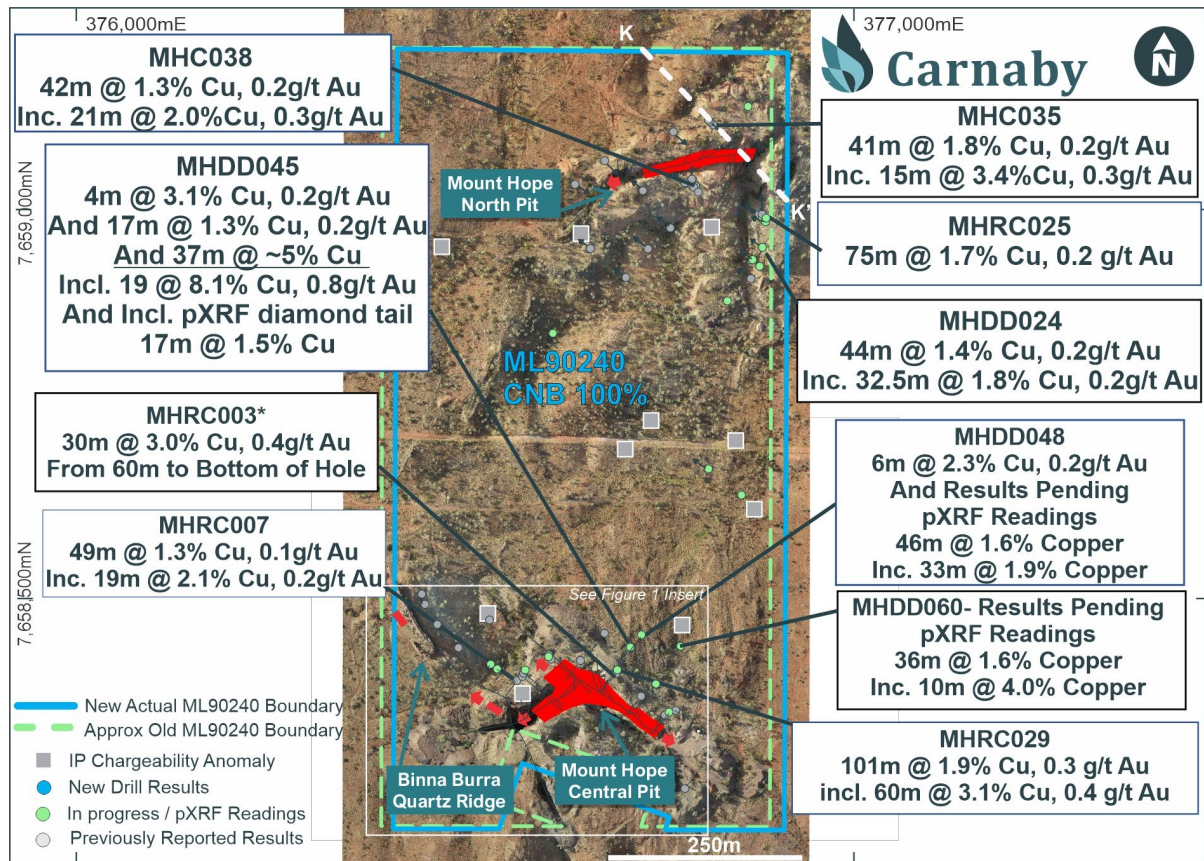 376,000mE
377,000mE
Carnaby
N
MHC038
42m @ 1.3% Cu, 0.2g/t Au
Inc. 21m @ 2.0%Cu, 0.3g/t Au
MHDD045
4m @ 3.1% Cu, 0.2g/t Au
And 17m @ 1.3% Cu, 0.2g/t Au
And 37m @ ~5% Cu
Incl. 19 @ 8.1% Cu, 0.8g/t Au
And Incl. pXRF diamond tail
17m @ 1.5% Cu
MHRC003*
30m @ 3.0% Cu, 0.4g/t Au
From 60m to Bottom of Hole
MHRC007
49m @ 1.3% Cu, 0.1g/t Au
Inc. 19m @ 2.1% Cu, 0.2g/t Au
7,659,000mN
7,658,500mN
K
K'
Mount Hope
North Pit
ML90240
CNB 100%
See Figure 1 Insert
Binna Burra
Quartz Ridge
Mount Hope
Central Pit
250m
MHC035
41m @ 1.8% Cu, 0.2g/t Au
Inc. 15m @ 3.4%Cu, 0.3g/t Au
MHRC025
75m @ 1.7% Cu, 0.2 g/t Au
MHDD024
44m @ 1.4% Cu, 0.2g/t Au
Inc. 32.5m @ 1.8% Cu, 0.2g/t Au
MHDD048
6m @ 2.3% Cu, 0.2g/t Au
And Results Pending
pXRF Readings
46m @ 1.6% Copper
Inc. 33m @ 1.9% Copper
MHDD060- Results Pending
pXRF Readings
36m @ 1.6% Copper
Inc. 10m @ 4.0% Copper
MHRC029
101m @ 1.9% Cu, 0.3 g/t Au
incl. 60m @ 3.1% Cu, 0.4 g/t Au
New Actual ML90240 Boundary
Approx Old ML90240 Boundary
IP Chargeability Anomaly
New Drill Results
In progress / pXRF Readings
Previously Reported Results